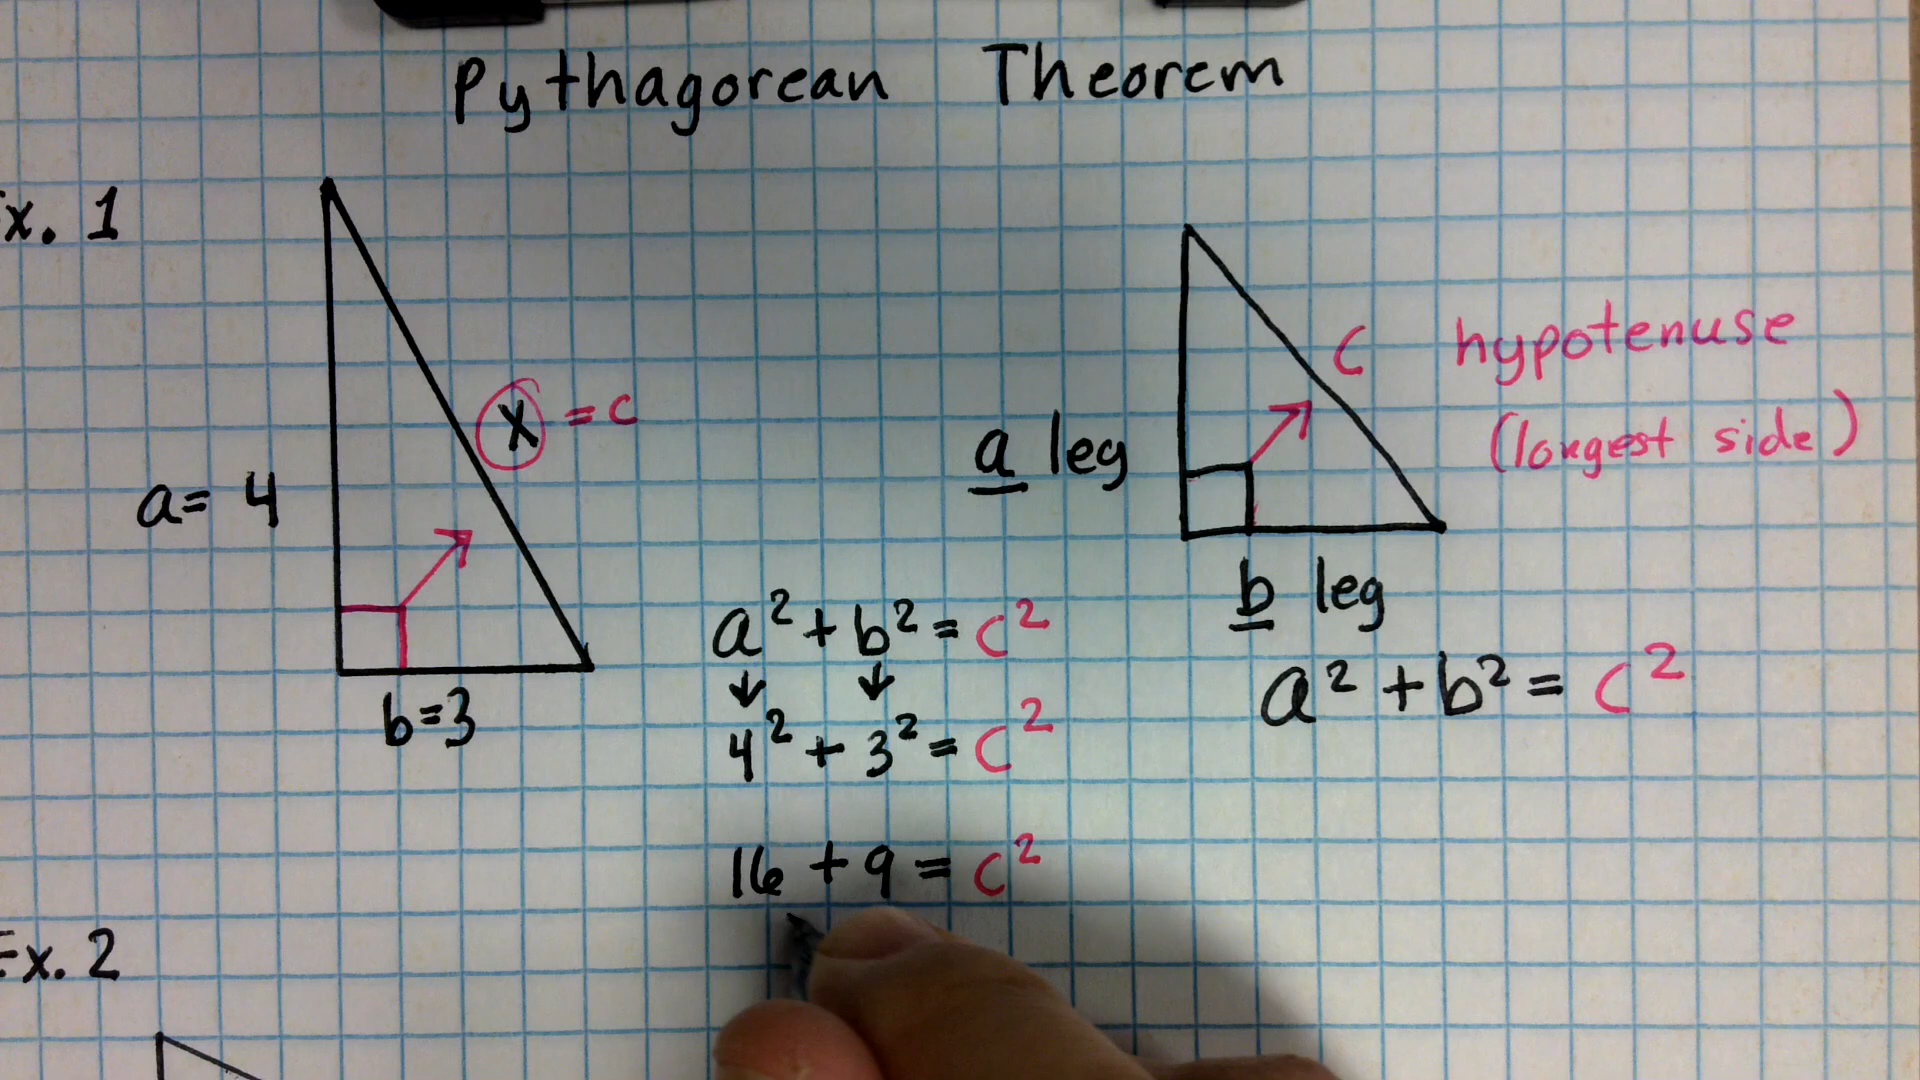 Pythagorean Theorem
x. 1
x = c
a = 4
b = 3
a² + b² = c²
4² + 3² = c²
16 + 9 = c²
c hypotenuse
(longest side)
a leg
b leg
a² + b² = c²
Ex. 2